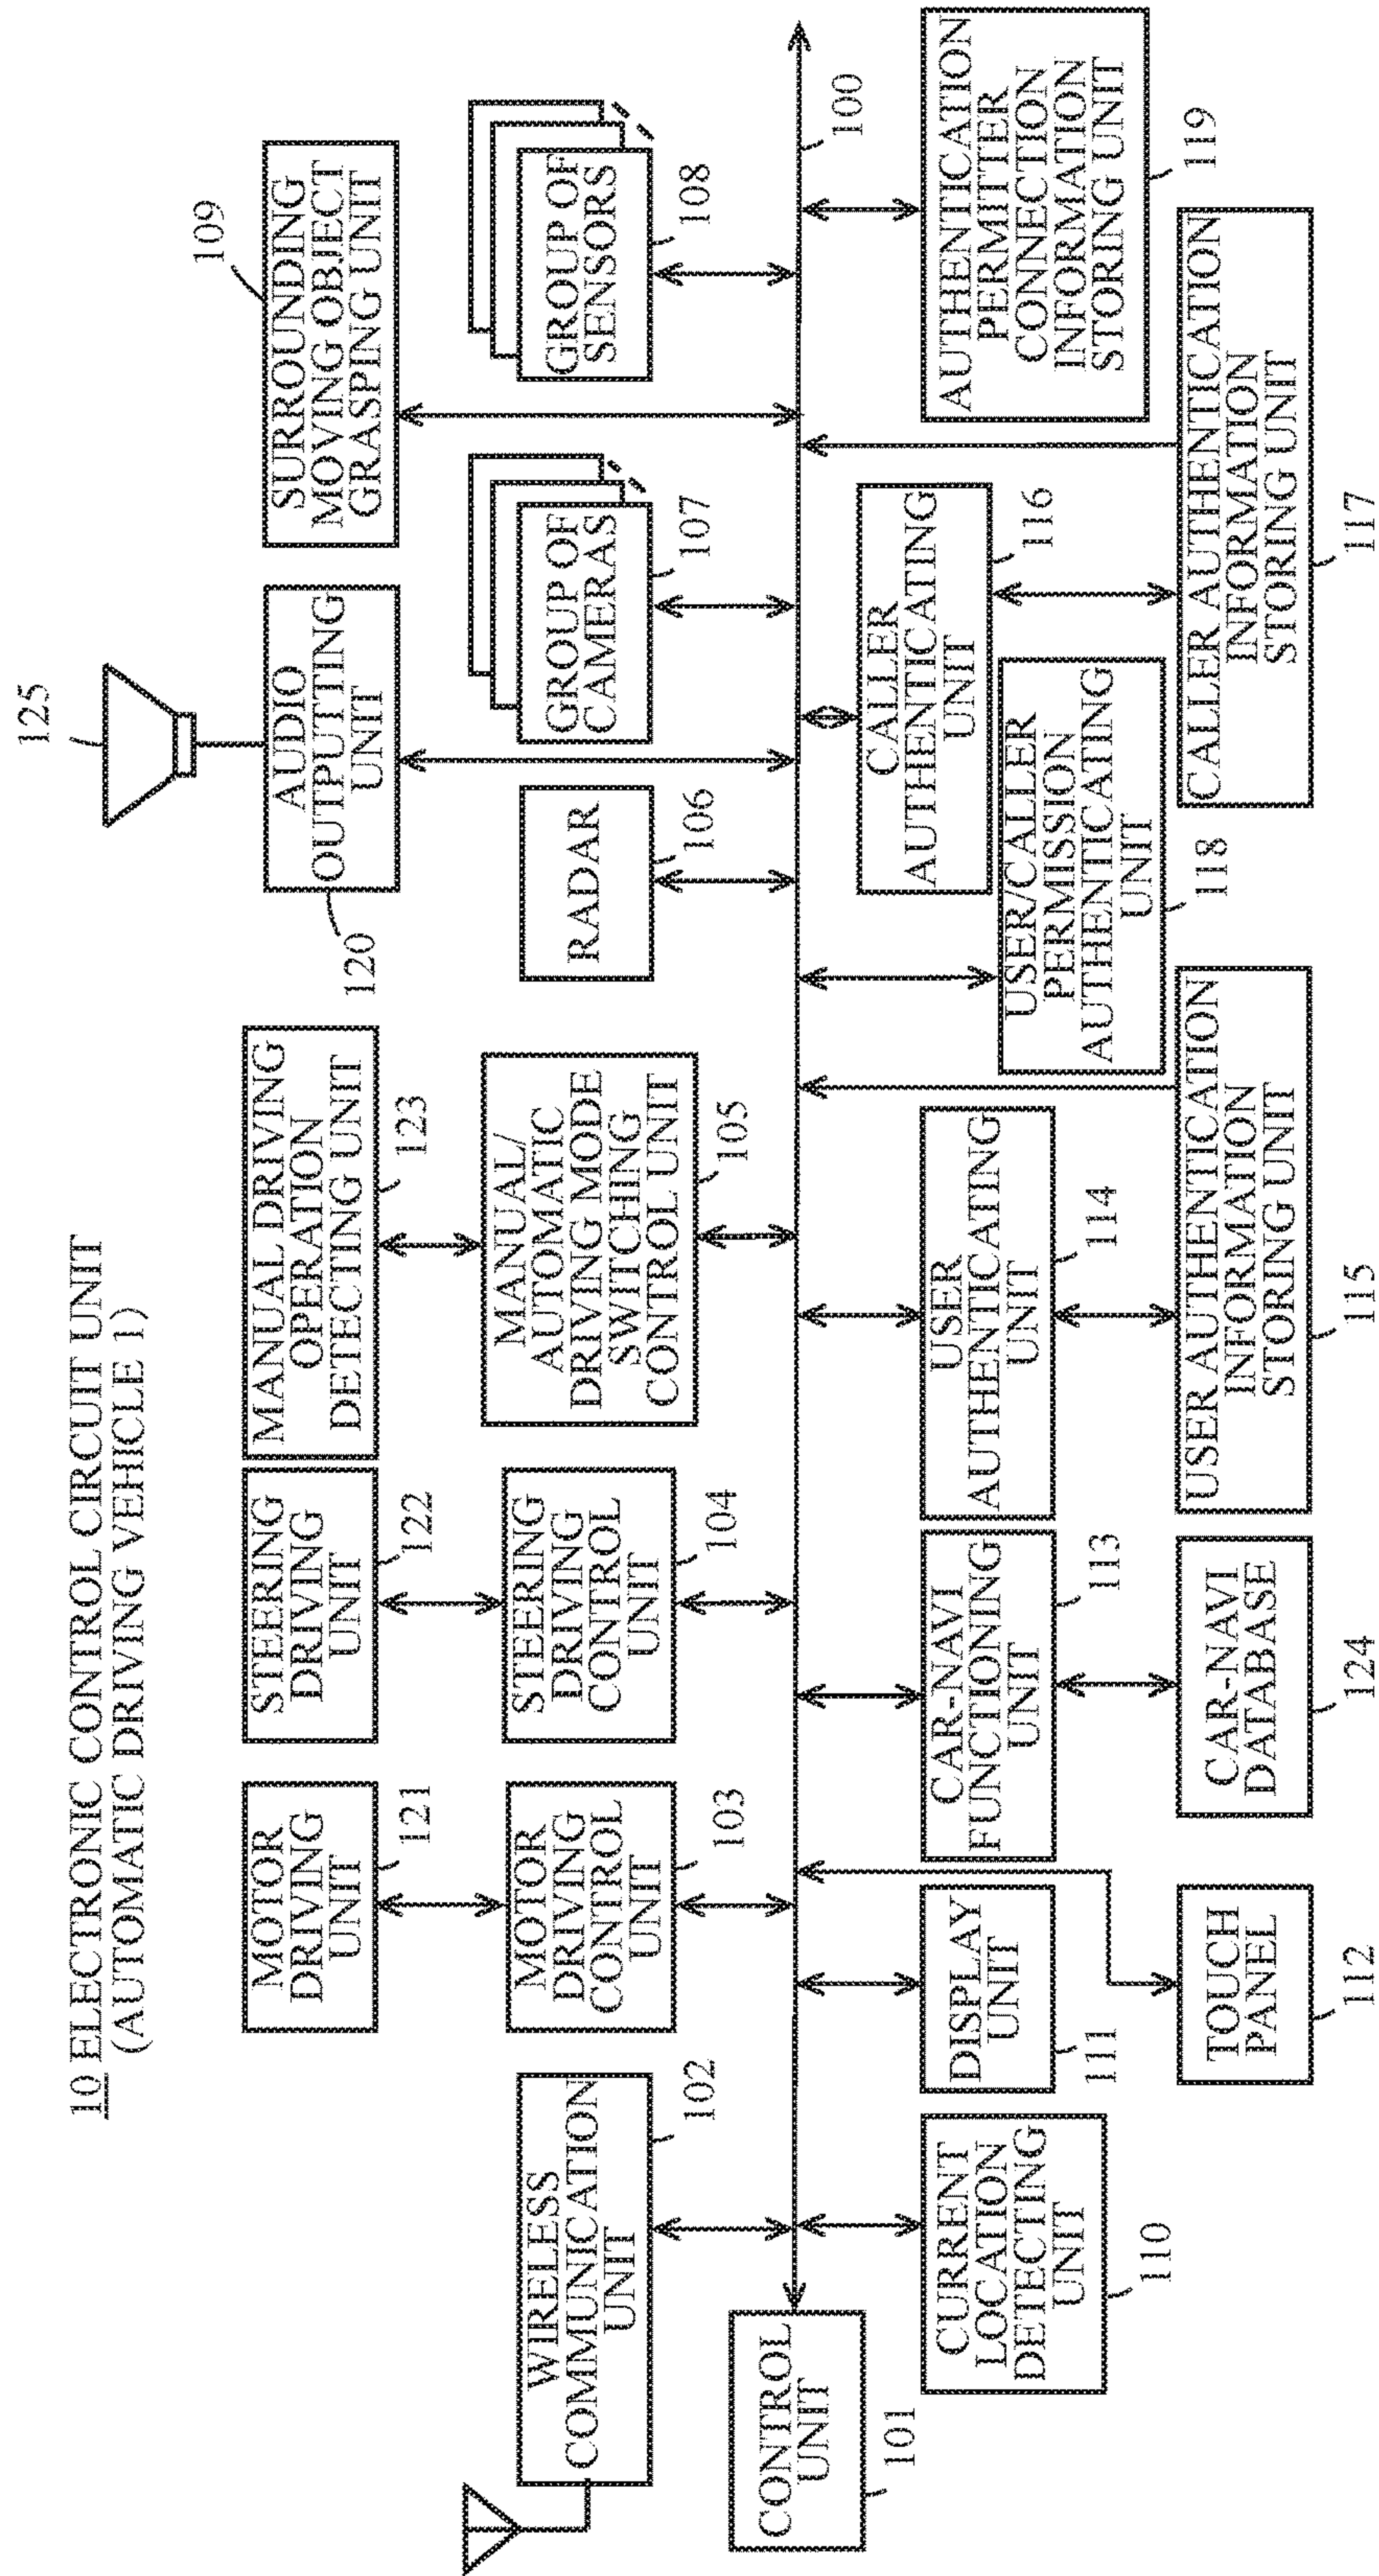 10 ELECTRONIC CONTROL CIRCUIT UNIT
(AUTOMATIC DRIVING VEHICLE 1)
125
109
SURROUNDING
MOVING OBJECT
GRASPING UNIT
AUDIO
OUTPUTTING
UNIT
120
MANUAL DRIVING
OPERATION
DETECTING UNIT
123
STEERING
DRIVING
UNIT
122
MOTOR
DRIVING
UNIT
121
WIRELESS
COMMUNICATION
UNIT
102
MOTOR
DRIVING
CONTROL
UNIT
103
STEERING
DRIVING
CONTROL
UNIT
104
MANUAL/
AUTOMATIC
DRIVING MODE
SWITCHING
CONTROL UNIT
105
RADAR
106
GROUP OF
CAMERAS
107
GROUP OF
SENSORS
108
100
CONTROL
UNIT
101
CURRENT
LOCATION
DETECTING
UNIT
110
DISPLAY
UNIT
111
TOUCH
PANEL
112
CAR-NAVI
FUNCTIONING
UNIT
113
CAR-NAVI
DATABASE
124
USER
AUTHENTICATING
UNIT
114
USER AUTHENTICATION
INFORMATION
STORING UNIT
115
CALLER
AUTHENTICATING
UNIT
116
USER/CALLER
PERMISSION
AUTHENTICATING
UNIT
118
CALLER AUTHENTICATION
INFORMATION
STORING UNIT
117
AUTHENTICATION
PERMITTER
CONNECTION
INFORMATION
STORING UNIT
119